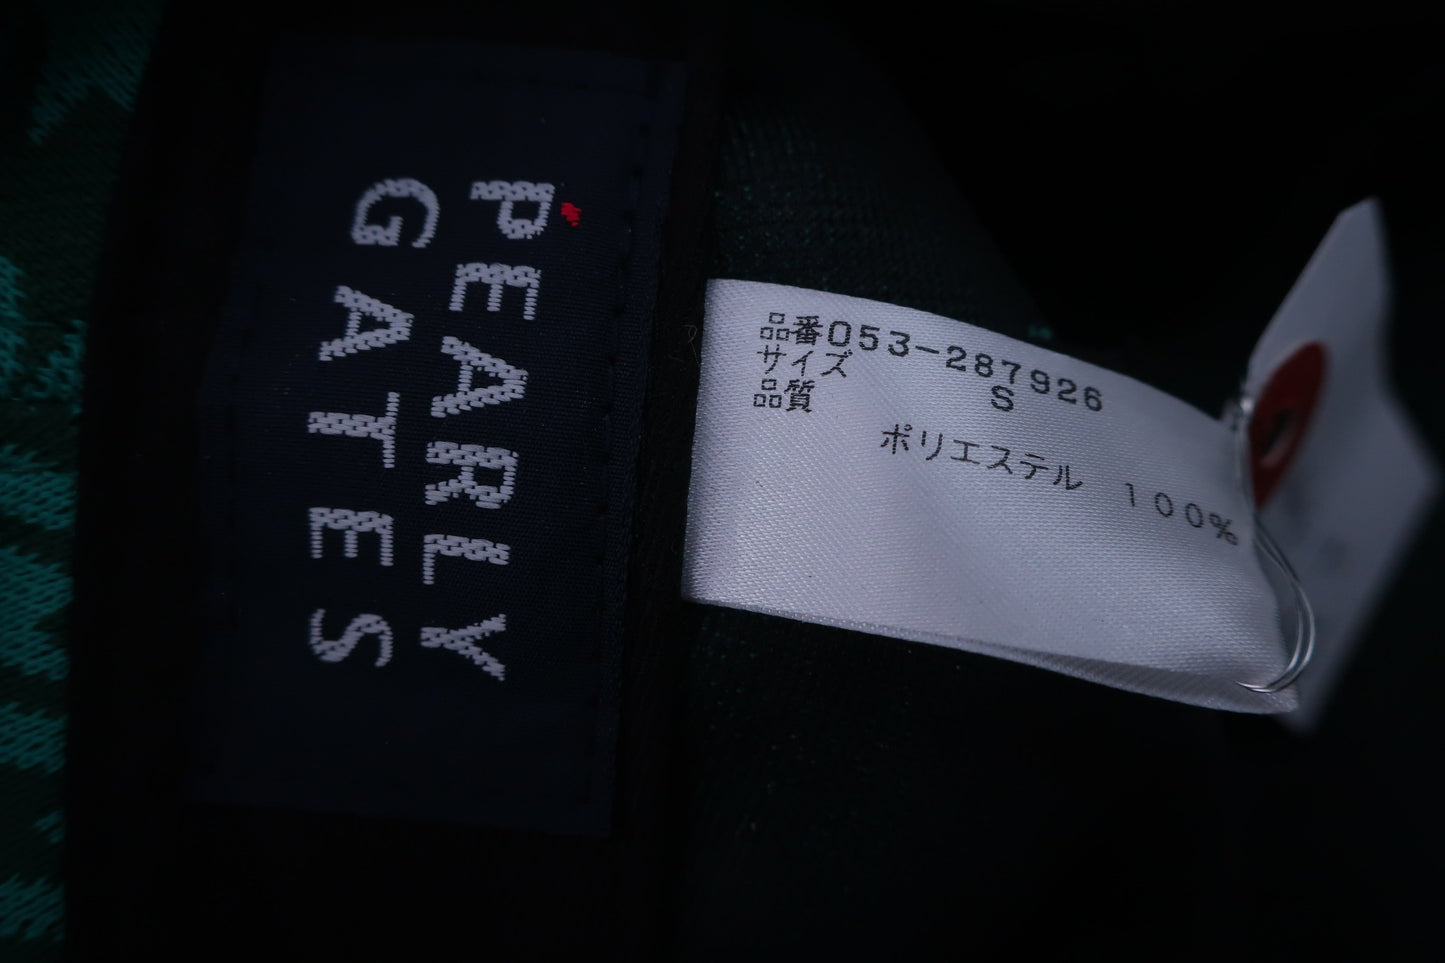 PEARLY
GATES
品番053-287926
サイズ S
品質
ポリエステル 100%